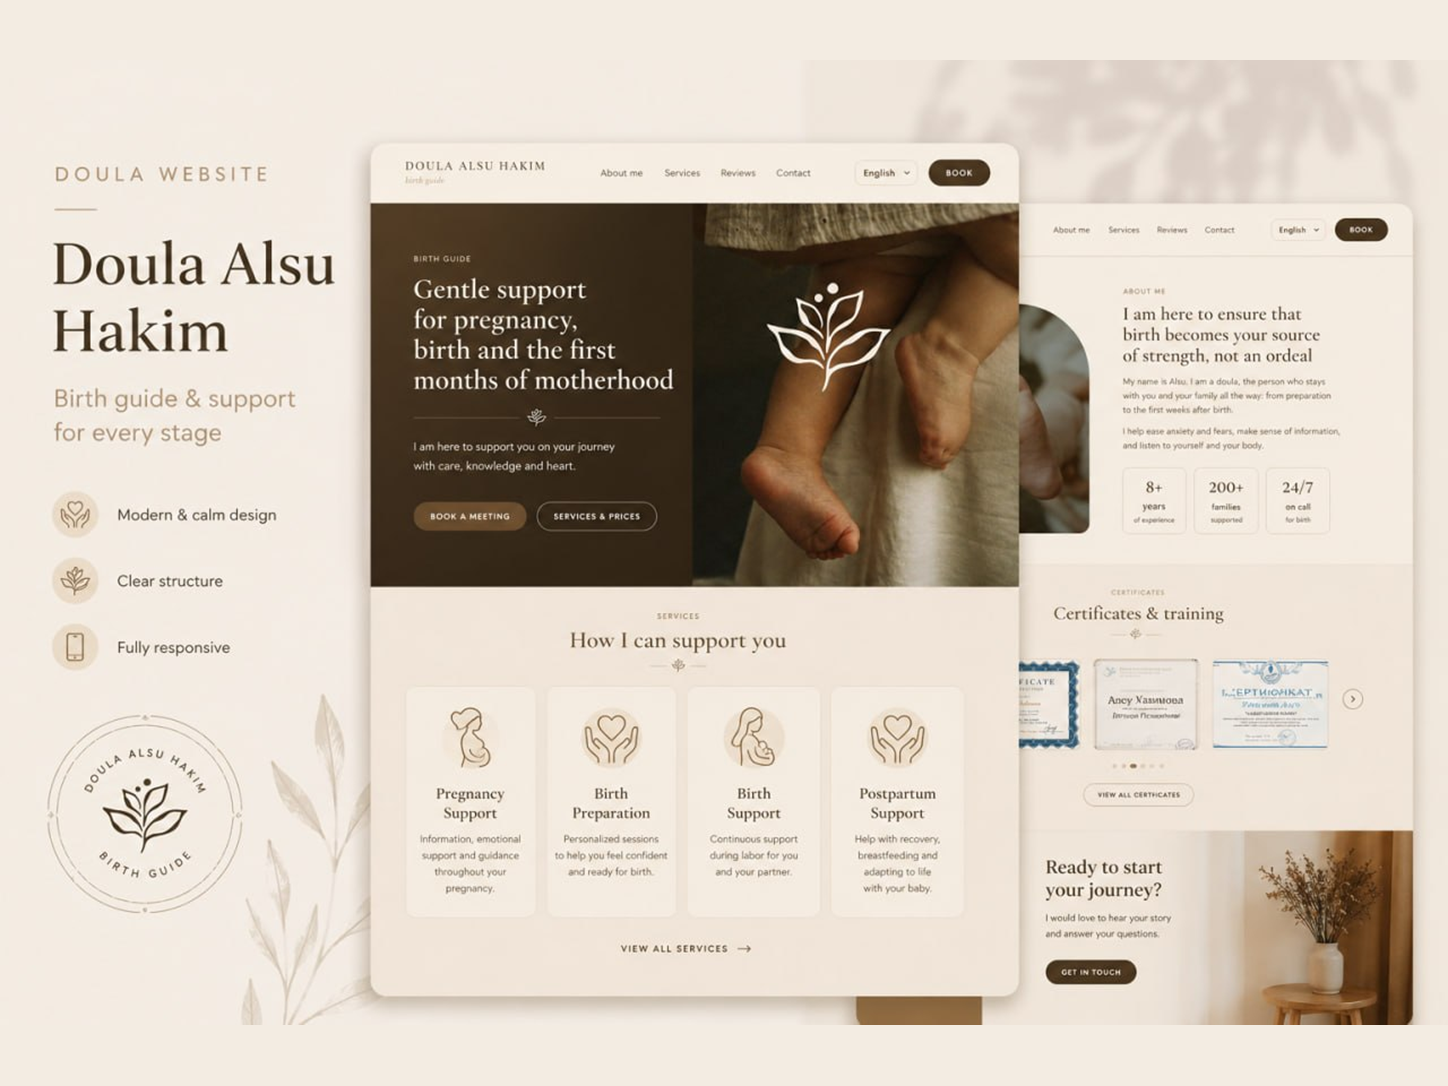 DOULA WEBSITE
Doula Alsu
Hakim
Birth guide & support
for every stage
Modern & calm design
Clear structure
Fully responsive
DOULA ALSU HAKIM
BIRTH GUIDE
DOULA ALSU HAKIM
birth guide
About me Services Reviews Contact English BOOK
BIRTH GUIDE
Gentle support
for pregnancy,
birth and the first
months of motherhood
I am here to support you on your journey
with care, knowledge and heart.
BOOK A MEETING SERVICES & PRICES
SERVICES
How I can support you
Pregnancy
Support
Information, emotional
support and guidance
throughout your
pregnancy.
Birth
Preparation
Personalized sessions
to help you feel confident
and ready for birth.
Birth
Support
Continuous support
during labor for you
and your partner.
Postpartum
Support
Help with recovery,
breastfeeding and
adapting to life
with your baby.
VIEW ALL SERVICES
About me Services Reviews Contact English BOOK
ABOUT ME
I am here to ensure that
birth becomes your source
of strength, not an ordeal
My name is Alsu. I am a doula, the person who stays
with you and your family all the way: from preparation
to the first weeks after birth.
I help ease anxiety and fears, make sense of information,
and listen to yourself and your body.
8+
years
of experience
200+
families
supported
24/7
on call
for birth
CERTIFICATES
Certificates & training
FICATE
VIEW ALL CERTIFICATES
Ready to start
your journey?
I would love to hear your story
and answer your questions.
GET IN TOUCH